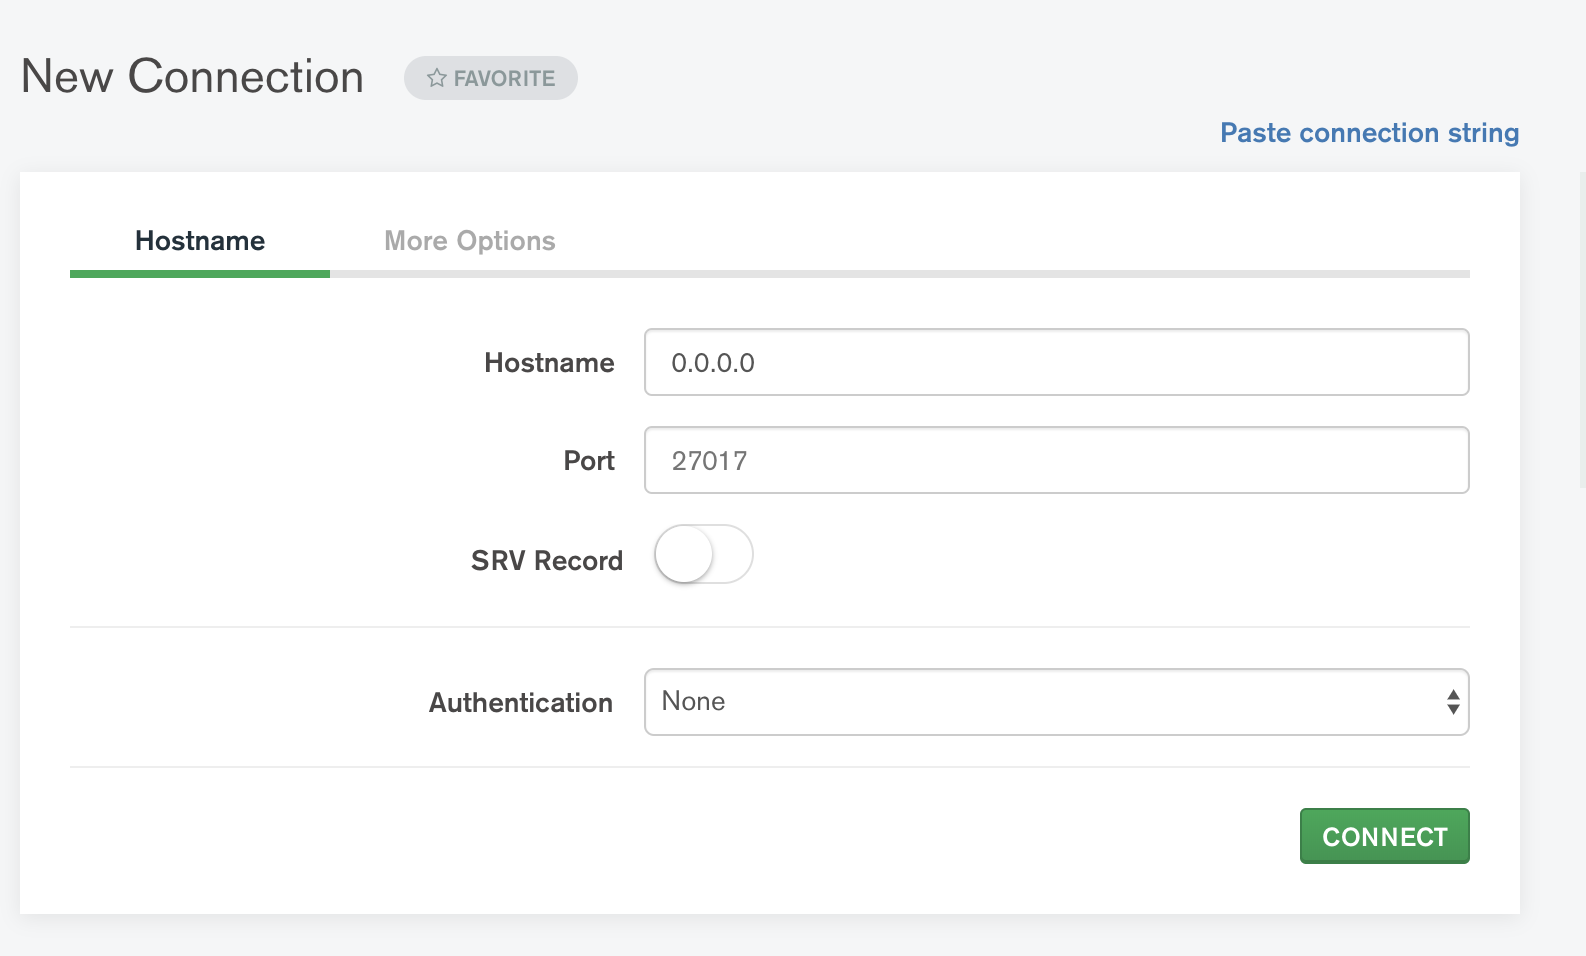 New Connection
FAVORITE
Paste connection string
Hostname
More Options
Hostname
0.0.0.0
Port
27017
SRV Record
Authentication
None
CONNECT